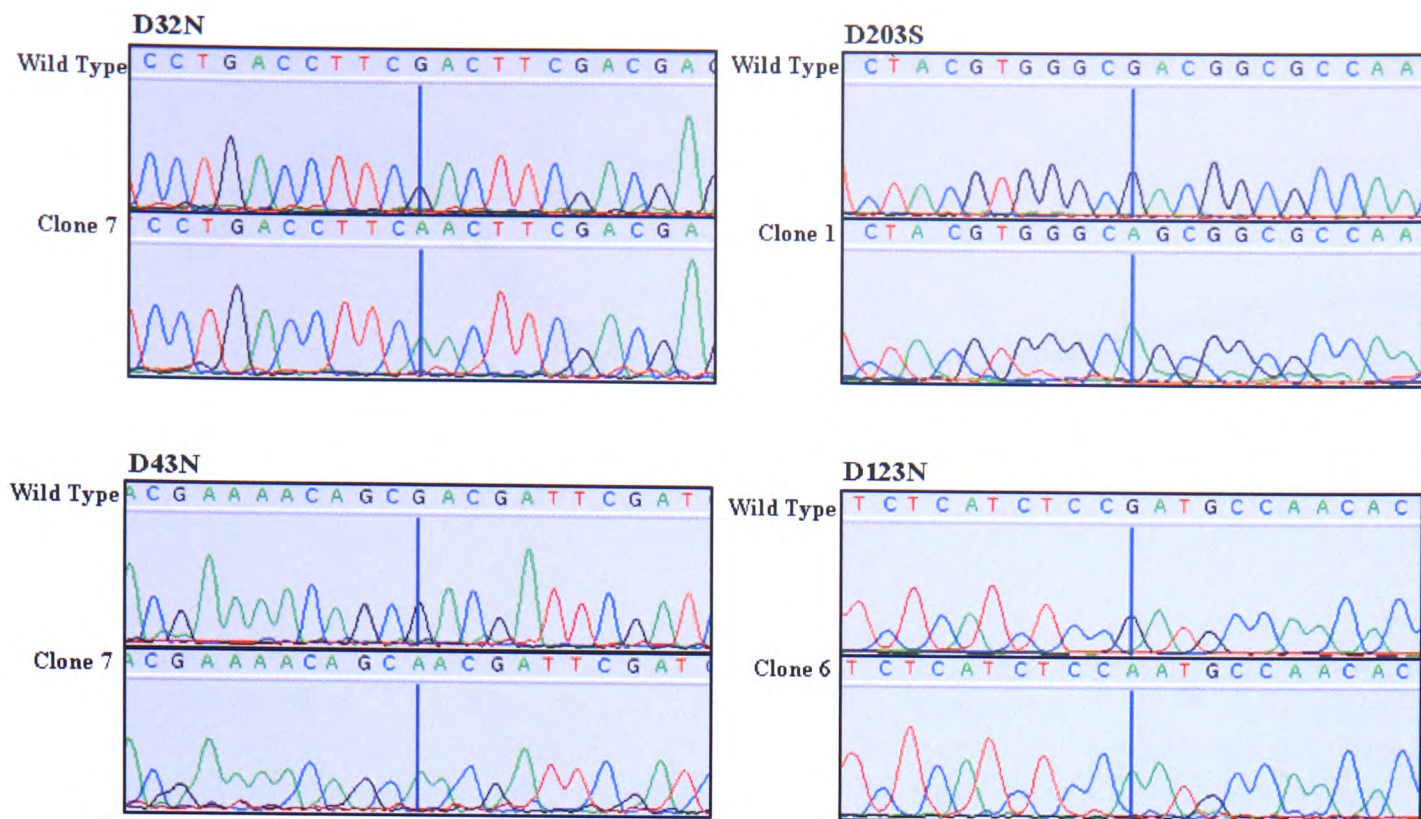 D32N
Wild Type C C T G A C C T T C G A C T T C G A C G A
Clone 7 C C T G A C C T T C A A C T T C G A C G A
D203S
Wild Type C T A C G T G G G C G A C G G C G C C A A
Clone 1 C T A C G T G G G C A G C G G C G C C A A
D43N
Wild Type A C G A A A A C A G C G A C G A T T C G A T
Clone 7 A C G A A A A C A G C A A C G A T T C G A T
D123N
Wild Type T C T C A T C T C C G A T G C C A A C A C
Clone 6 T C T C A T C T C C A A T G C C A A C A C